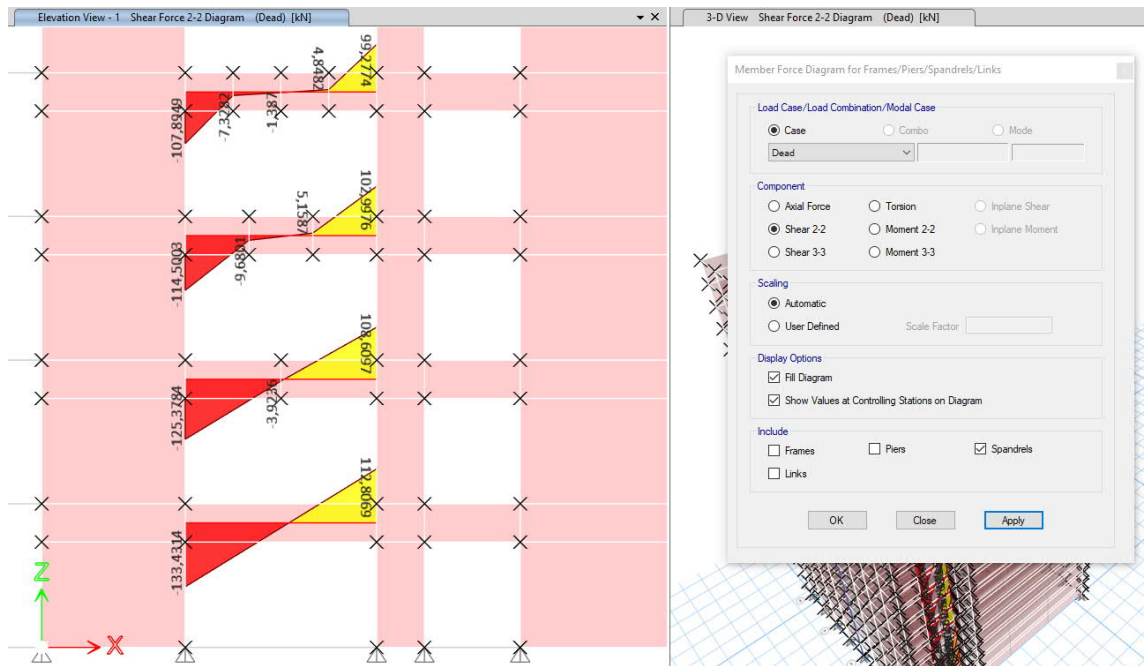 Elevation View - 1 Shear Force 2-2 Diagram (Dead) [kN]
3-D View Shear Force 2-2 Diagram (Dead) [kN]
-107,8949
-7,3282
-1,387
4,8482
99,2774
-114,5003
-9,6891
5,1587
102,9976
-125,3784
-3,9236
108,6097
-133,4314
112,8069
Z
X
Member Force Diagram for Frames/Piers/Spandrels/Links
Load Case/Load Combination/Modal Case
Case
Combo
Mode
Dead
Component
Axial Force
Torsion
Inplane Shear
Shear 2-2
Moment 2-2
Inplane Moment
Shear 3-3
Moment 3-3
Scaling
Automatic
User Defined
Scale Factor
Display Options
Fill Diagram
Show Values at Controlling Stations on Diagram
Include
Frames
Piers
Spandrels
Links
OK
Close
Apply